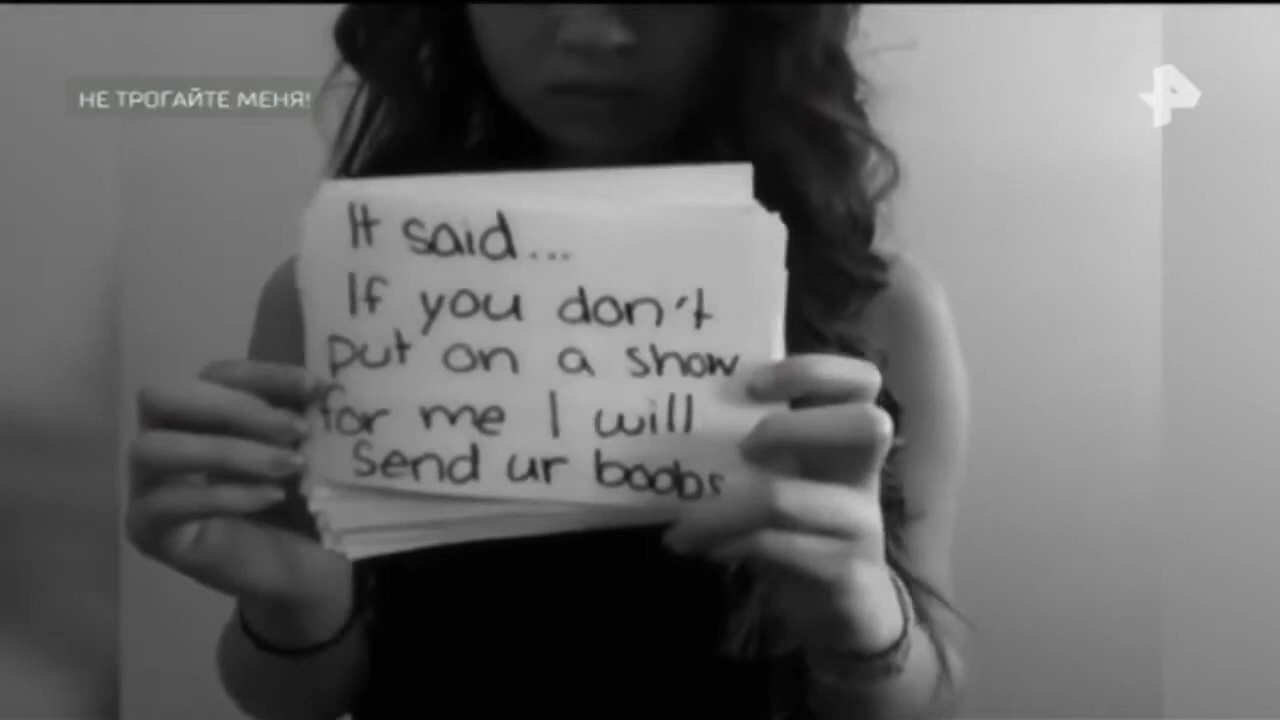 НЕ ТРОГАЙТЕ МЕНЯ!
It said...
If you don't
put on a show
for me I will
send ur boobs